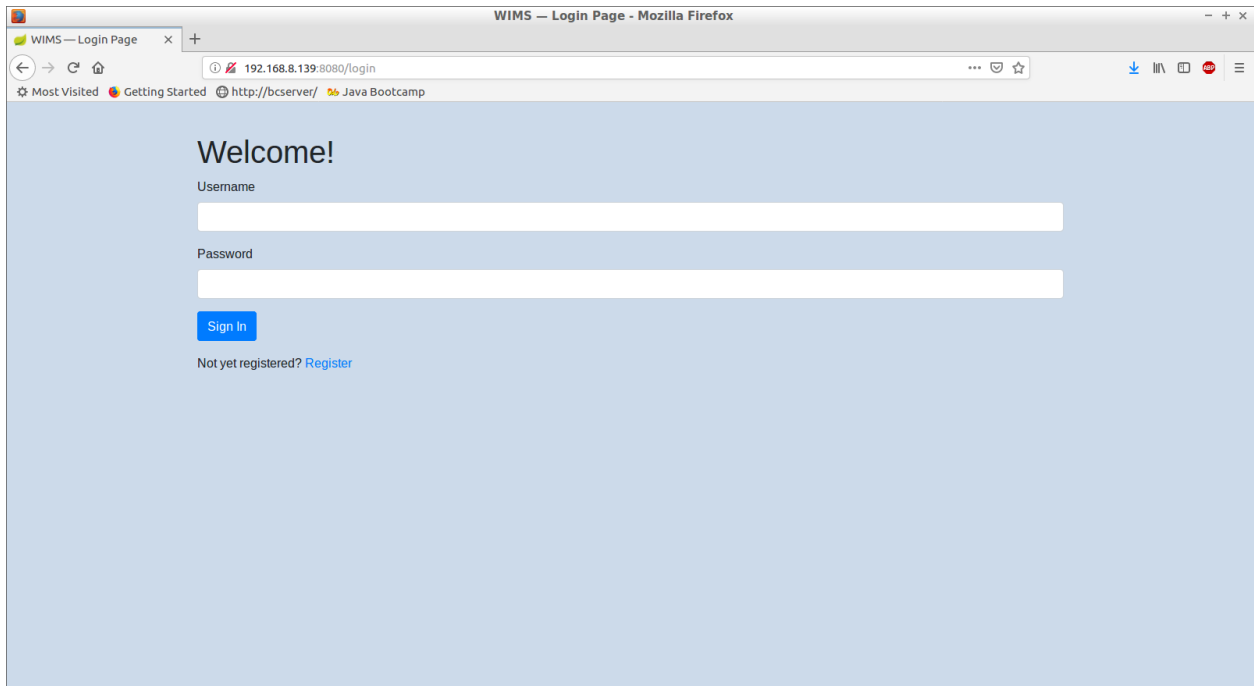 WIMS — Login Page - Mozilla Firefox
WIMS — Login Page
192.168.8.139:8080/login
Most Visited Getting Started http://bcserver/ Java Bootcamp
Welcome!
Username
Password
Sign In
Not yet registered? Register